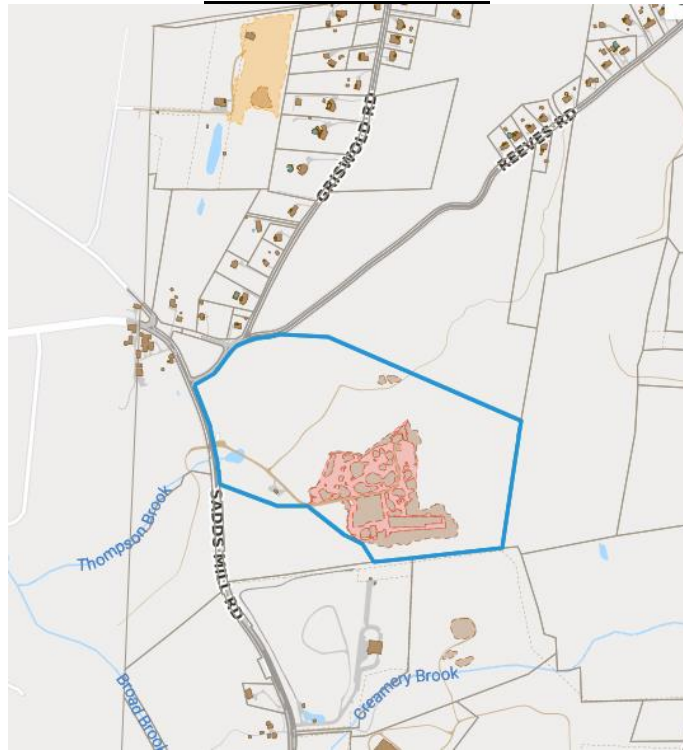 GRISWOLD RD
REEVES RD
Thompson Brook
SADDS MILL RD
Broad Brook
Creamery Brook